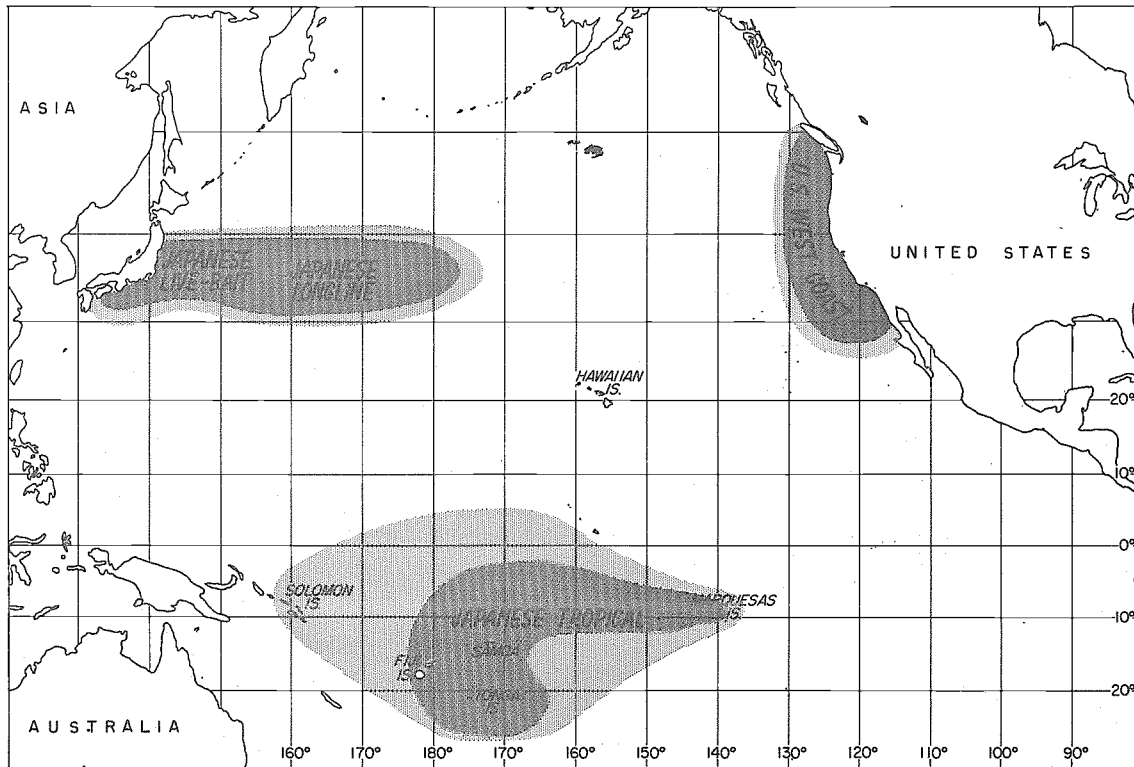 ASIA
U.S. WEST COAST
JAPANESE
LIVE-BAIT
JAPANESE
LONGLINE
UNITED STATES
HAWAIIAN
IS.
20°
10°
0°
SOLOMON
IS.
MARQUESAS
IS.
JAPANESE TROPICAL
10°
SAMOA
IS.
TONGA
IS.
20°
AUSTRALIA
160° 170° 180° 170° 160° 150° 140° 130° 120° 110° 100° 90°